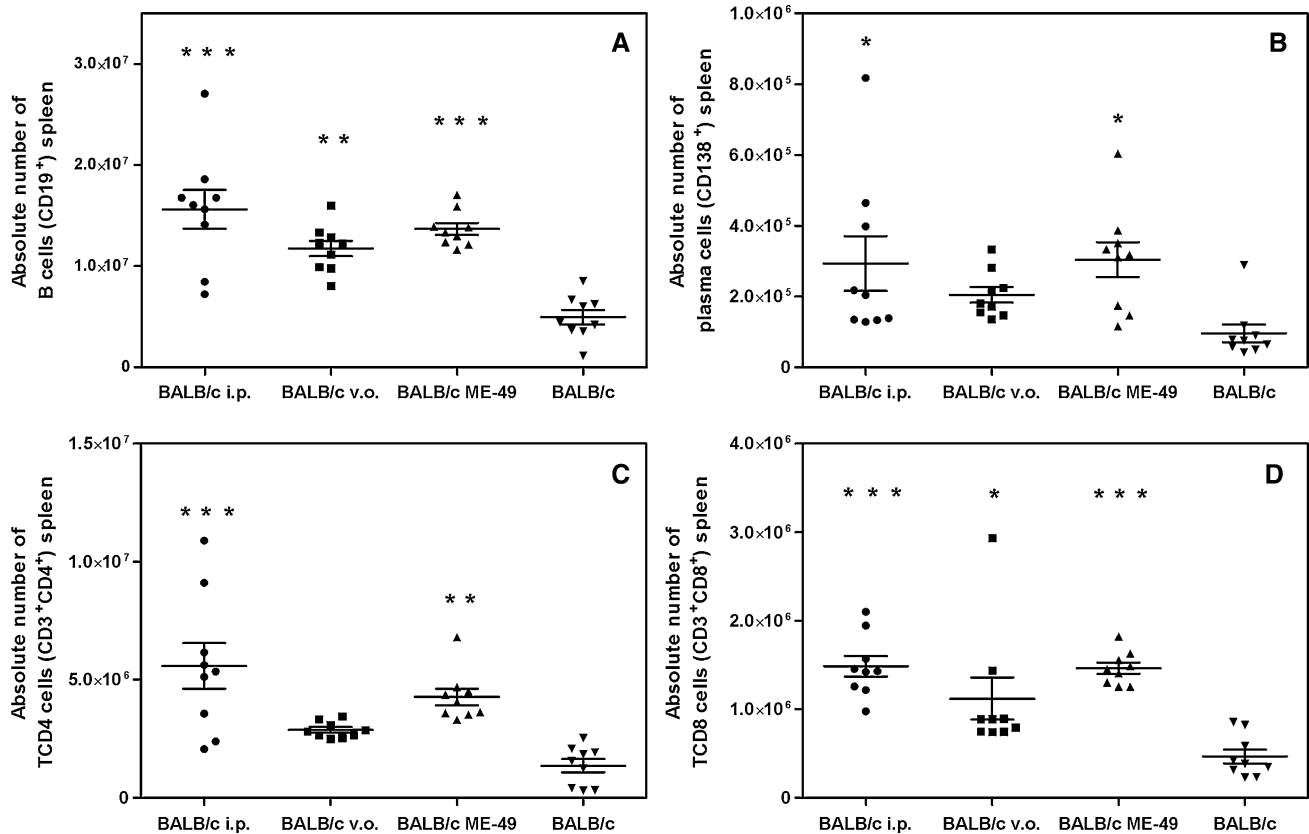 A
Absolute number of
B cells (CD19⁺) spleen
* * *
* *
* * *
3.0×10⁷
2.0×10⁷
1.0×10⁷
0
BALB/c i.p. BALB/c v.o. BALB/c ME-49 BALB/c
B
Absolute number of
plasma cells (CD138⁺) spleen
*
*
1.0×10⁶
8.0×10⁵
6.0×10⁵
4.0×10⁵
2.0×10⁵
0
BALB/c i.p. BALB/c v.o. BALB/c ME-49 BALB/c
C
Absolute number of
TCD4 cells (CD3⁺CD4⁺) spleen
* * *
* *
1.5×10⁷
1.0×10⁷
5.0×10⁶
0
BALB/c i.p. BALB/c v.o. BALB/c ME-49 BALB/c
D
Absolute number of
TCD8 cells (CD3⁺CD8⁺) spleen
* * *
*
* * *
4.0×10⁶
3.0×10⁶
2.0×10⁶
1.0×10⁶
0
BALB/c i.p. BALB/c v.o. BALB/c ME-49 BALB/c